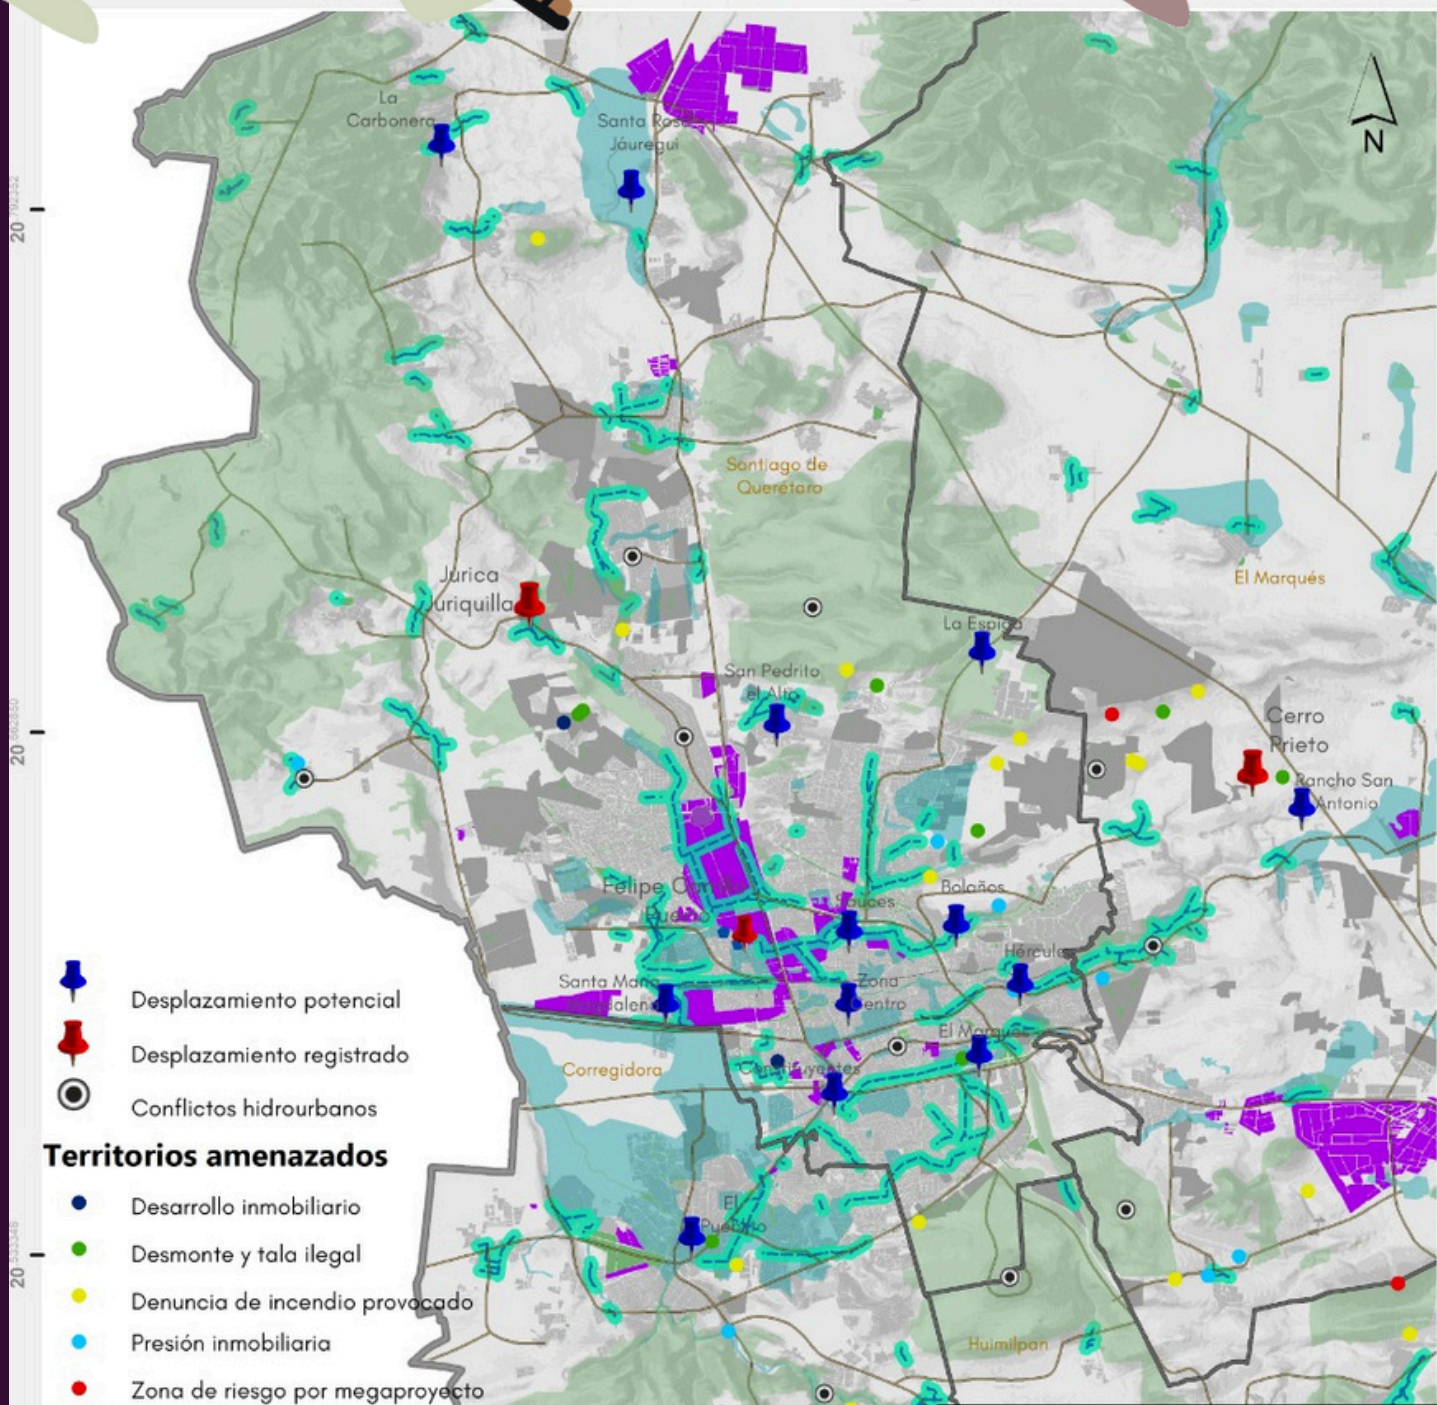 La
Carbonera
Santa Rosa
Jáuregui
N
Santiago de
Querétaro
El Marqués
Jurica
Juriquilla
La Espiga
San Pedrito
el Alto
Cerro
Prieto
Rancho San
Antonio
Felipe
Bolaños
Sauces
Hércules
Santa María
Zona
Centro
El Marqués
Corregidora
Constituyentes
El
Pueblito
Huimilpan
Desplazamiento potencial
Desplazamiento registrado
Conflictos hidrourbanos
Territorios amenazados
Desarrollo inmobiliario
Desmonte y tala ilegal
Denuncia de incendio provocado
Presión inmobiliaria
Zona de riesgo por megaproyecto